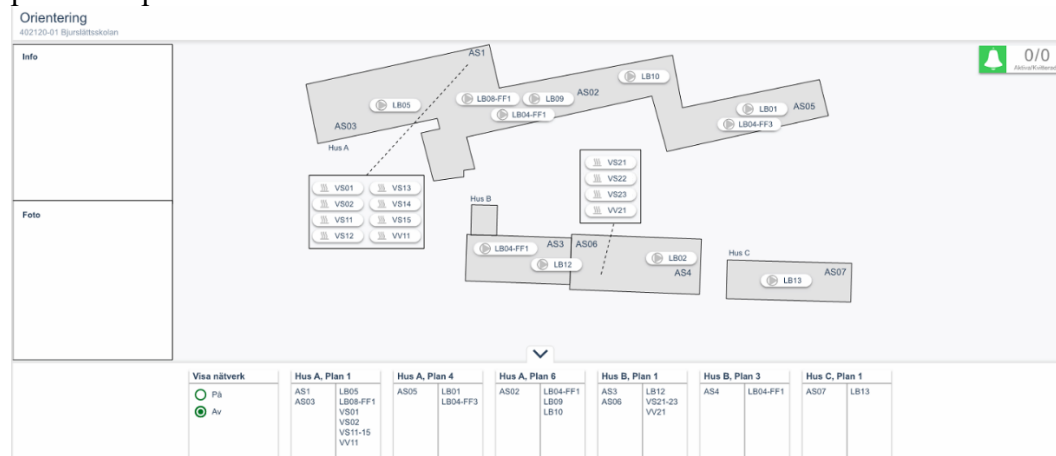 Orientering
402120-01 Bjurslättsskolan
Info
Foto
0/0
AS1
LB10
LB05
LB08-FF1
LB09
AS02
LB04-FF1
LB01
AS05
LB04-FF3
AS03
Hus A
VS01
VS13
VS02
VS14
VS11
VS15
VS12
VV11
VS21
VS22
VS23
VV21
Hus B
LB04-FF1
AS3
AS06
LB12
LB02
AS4
Hus C
AS07
LB13
Visa nätverk
På
Av
Hus A, Plan 1
AS1
AS03
LB05
LB08-FF1
VS01
VS02
VS11-15
VV11
Hus A, Plan 4
AS05
LB01
LB04-FF3
Hus A, Plan 6
AS02
LB04-FF1
LB09
LB10
Hus B, Plan 1
AS3
AS06
LB12
VS21-23
VV21
Hus B, Plan 3
AS4
LB04-FF1
Hus C, Plan 1
AS07
LB13